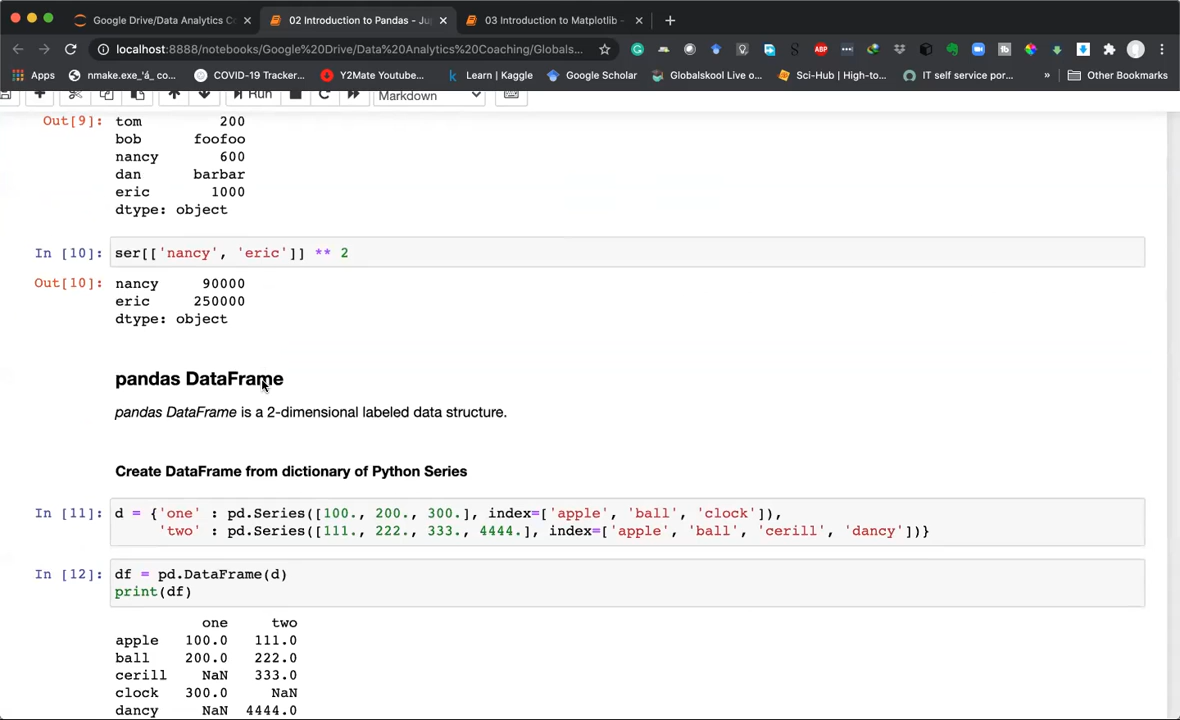 Google Drive/Data Analytics C
02 Introduction to Pandas - Ju
03 Introduction to Matplotlib -
localhost:8888/notebooks/Google%20Drive/Data%20Analytics%20Coaching/Globals...
Apps
nmake.exe_'á_co...
COVID-19 Tracker...
Y2Mate Youtube...
Learn | Kaggle
Google Scholar
Globalskool Live o...
Sci-Hub | High-to...
IT self service por...
»
Other Bookmarks
Run
Markdown
Out[9]: tom 200
bob foofoo
nancy 600
dan barbar
eric 1000
dtype: object
In [10]: ser[['nancy', 'eric']] ** 2
Out[10]: nancy 90000
eric 250000
dtype: object
pandas DataFrame
pandas DataFrame is a 2-dimensional labeled data structure.
Create DataFrame from dictionary of Python Series
In [11]: d = {'one' : pd.Series([100., 200., 300.], index=['apple', 'ball', 'clock']),
'two' : pd.Series([111., 222., 333., 4444.], index=['apple', 'ball', 'cerill', 'dancy'])}
In [12]: df = pd.DataFrame(d)
print(df)
one two
apple 100.0 111.0
ball 200.0 222.0
cerill NaN 333.0
clock 300.0 NaN
dancy NaN 4444.0